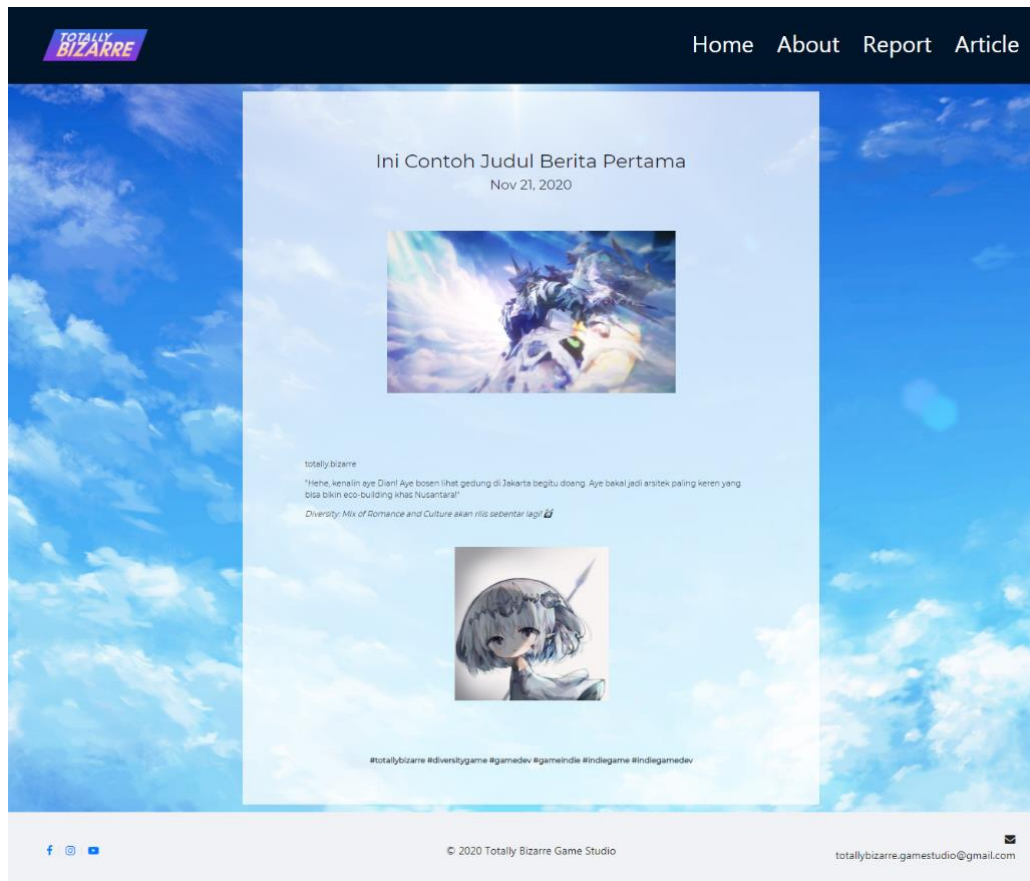 TOTALLY
BIZARRE
Home About Report Article
Ini Contoh Judul Berita Pertama
Nov 21, 2020
totally.bizarre
"Hehe, kenalin aye Dian! Aye bosen lihat gedung di Jakarta begitu doang. Aye bakal jadi arsitek paling keren yang
bisa bikin eco-building khas Nusantara!"
Diversity: Mix of Romance and Culture akan rilis sebentar lagi!
#totallybizarre #diversitygame #gamedev #gameindie #indiegame #indiegamedev
© 2020 Totally Bizarre Game Studio
totallybizarre.gamestudio@gmail.com